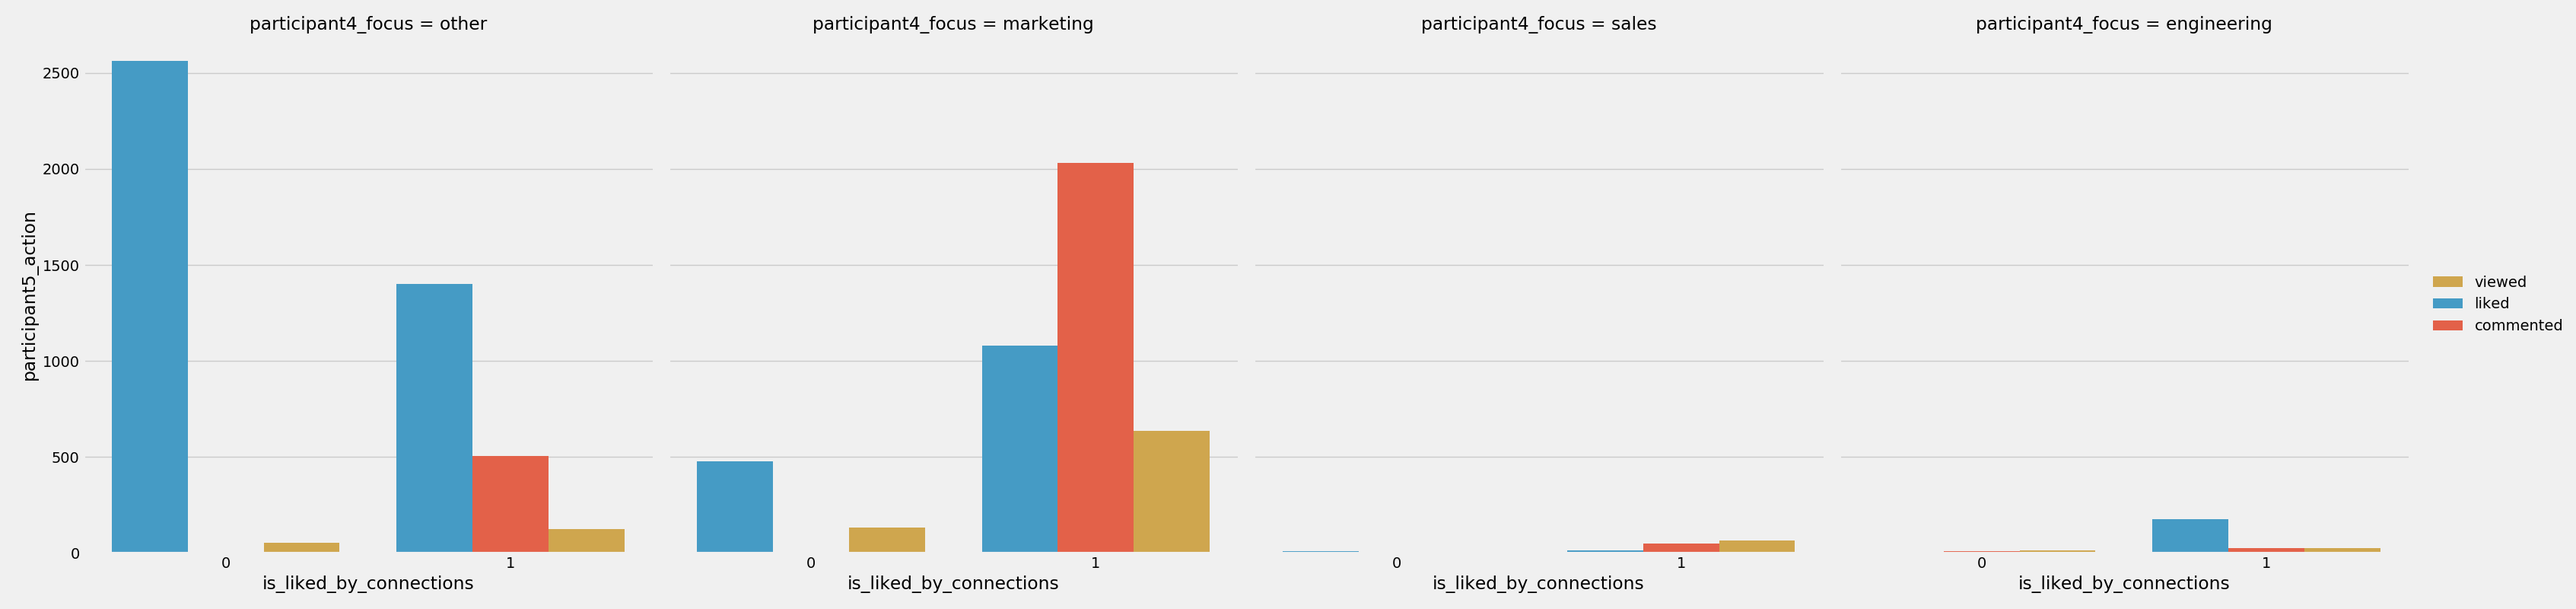 participant4_focus = other
participant4_focus = marketing
participant4_focus = sales
participant4_focus = engineering
2500
2000
1500
1000
500
0
participant5_action
0
1
0
1
0
1
0
1
is_liked_by_connections
is_liked_by_connections
is_liked_by_connections
is_liked_by_connections
viewed
liked
commented